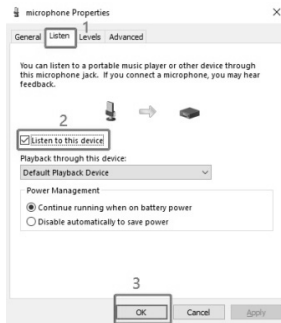 microphone Properties
1
General Listen Levels Advanced
You can listen to a portable music player or other device through
this microphone jack. If you connect a microphone, you may hear
feedback.
2
Listen to this device
Playback through this device:
Default Playback Device
Power Management
Continue running when on battery power
Disable automatically to save power
3
OK Cancel Apply